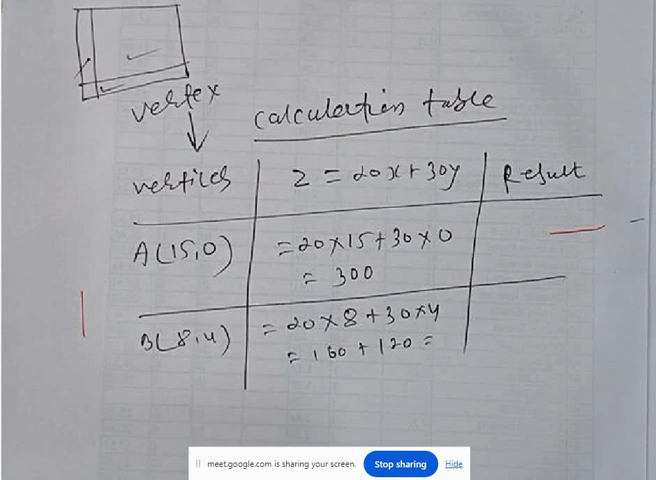 vertex
calculation table
vertices Z = 20x + 30y Result
A(15,0) = 20 x 15 + 30 x 0
= 300
B(8,4) = 20 x 8 + 30 x 4
= 160 + 120 =
meet.google.com is sharing your screen. Stop sharing Hide